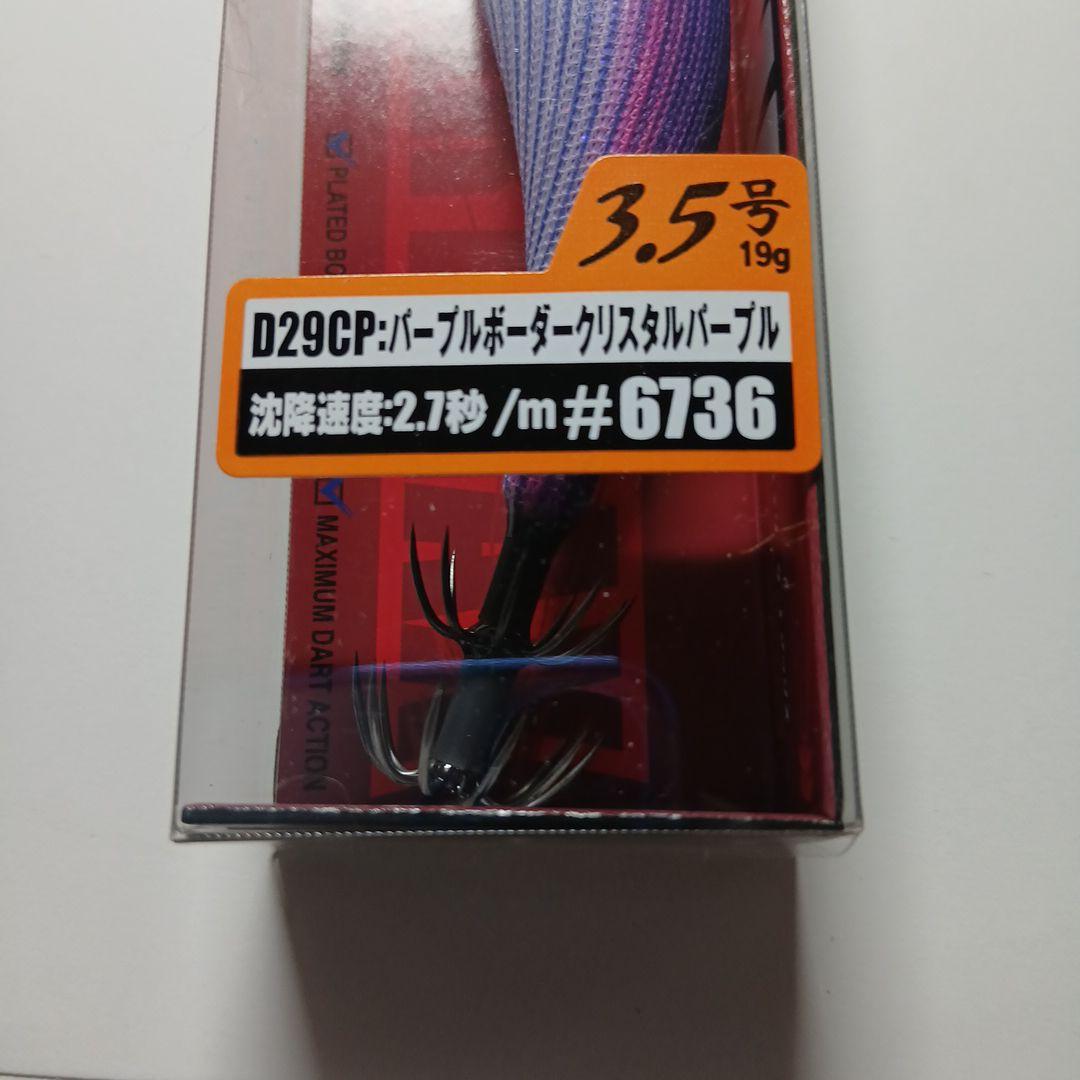 3.5号
19g
D29CP:パープルボーダークリスタルパープル
沈降速度:2.7秒/m #6736
PLATED
MAXIMUM DART ACTION